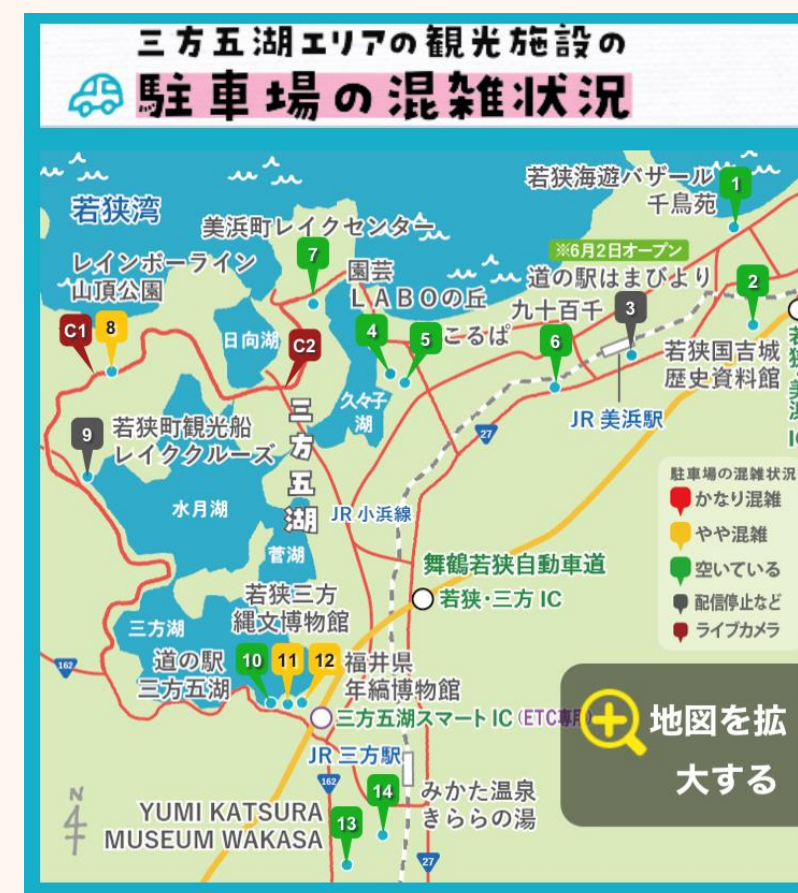 三方五湖エリアの観光施設の
駐車場の混雑状況
若狭湾
若狭海遊バザール
千鳥苑
1
美浜町レイクセンター
7
※6月2日オープン
道の駅はまびより
2
レインボーライン
山頂公園
C1
8
園芸
LABOの丘
4
5
こるぱ
九十百千
6
3
日向湖
C2
久々子
湖
若狭国吉城
歴史資料館
若狭・美浜
IC
JR 美浜駅
27
9
若狭町観光船
レイククルーズ
三方五湖
水月湖
JR 小浜線
菅湖
駐車場の混雑状況
かなり混雑
やや混雑
空いている
配信停止など
ライブカメラ
舞鶴若狭自動車道
若狭・三方 IC
若狭三方
縄文博物館
三方湖
162
道の駅
三方五湖
10
11
12
福井県
年縞博物館
三方五湖スマート IC (ETC専用)
地図を拡
大する
JR 三方駅
162
N
14
みかた温泉
きららの湯
YUMI KATSURA
MUSEUM WAKASA
13
27